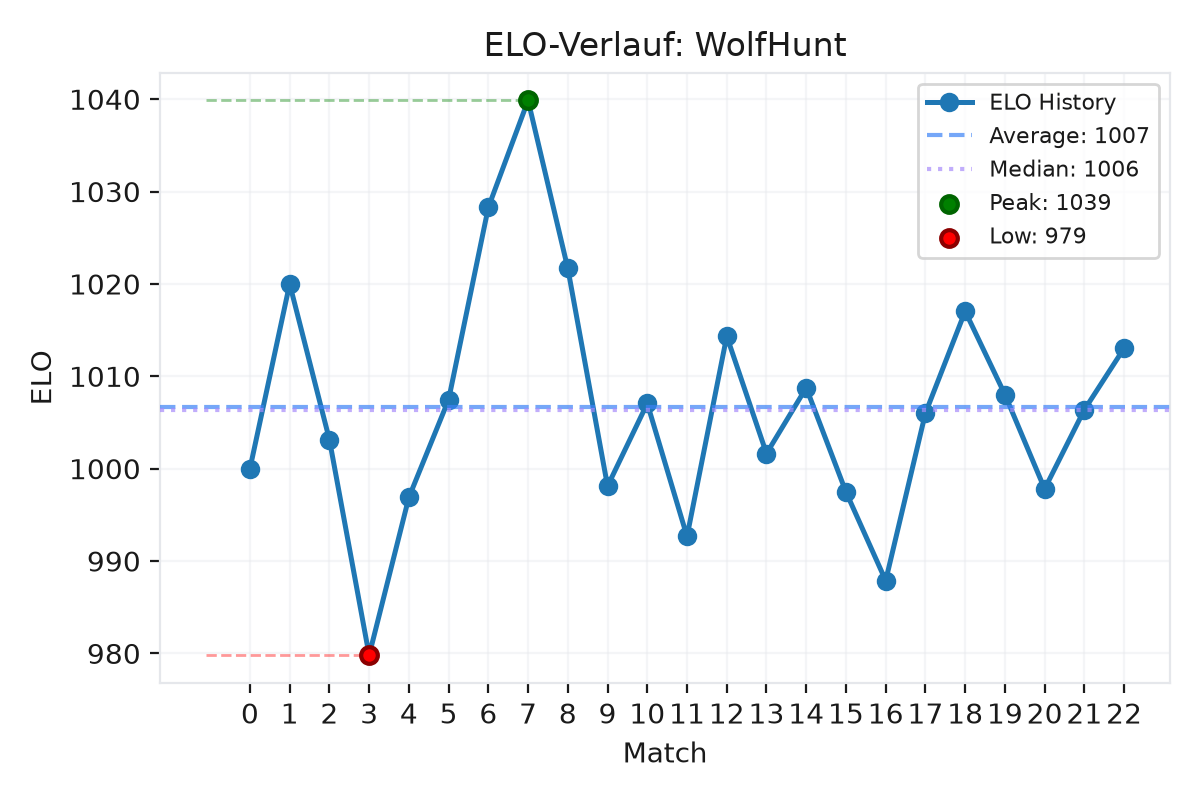 ELO-Verlauf: WolfHunt
ELO History
Average: 1007
Median: 1006
Peak: 1039
Low: 979
ELO
1040
1030
1020
1010
1000
990
980
0 1 2 3 4 5 6 7 8 9 10 11 12 13 14 15 16 17 18 19 20 21 22
Match